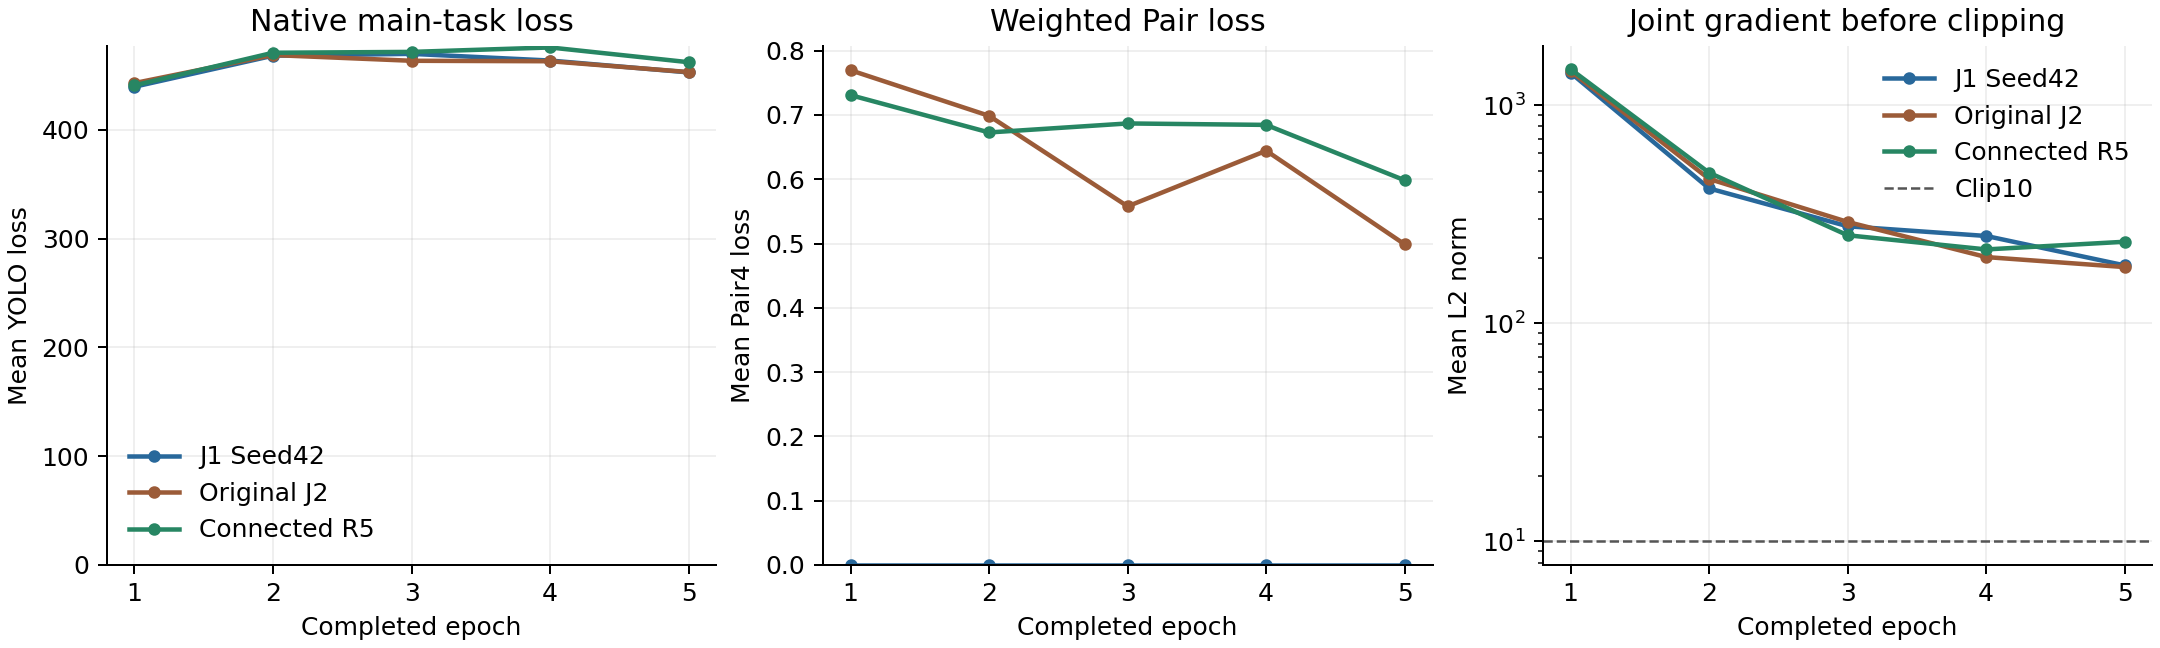 Native main-task loss
Mean YOLO loss
400
300
200
100
0
J1 Seed42
Original J2
Connected R5
1 2 3 4 5
Completed epoch
Weighted Pair loss
Mean Pair4 loss
0.8
0.7
0.6
0.5
0.4
0.3
0.2
0.1
0.0
1 2 3 4 5
Completed epoch
Joint gradient before clipping
Mean L2 norm
10³
10²
10¹
J1 Seed42
Original J2
Connected R5
Clip10
1 2 3 4 5
Completed epoch